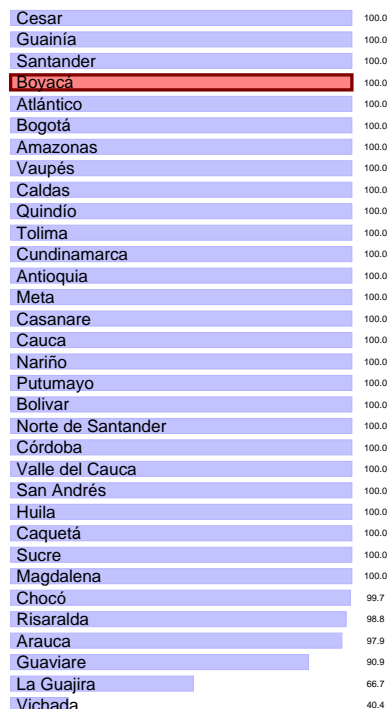 Cesar 100.0
Guainía 100.0
Santander 100.0
Boyacá 100.0
Atlántico 100.0
Bogotá 100.0
Amazonas 100.0
Vaupés 100.0
Caldas 100.0
Quindío 100.0
Tolima 100.0
Cundinamarca 100.0
Antioquia 100.0
Meta 100.0
Casanare 100.0
Cauca 100.0
Nariño 100.0
Putumayo 100.0
Bolivar 100.0
Norte de Santander 100.0
Córdoba 100.0
Valle del Cauca 100.0
San Andrés 100.0
Huila 100.0
Caquetá 100.0
Sucre 100.0
Magdalena 100.0
Chocó 99.7
Risaralda 98.8
Arauca 97.9
Guaviare 90.9
La Guajira 66.7
Vichada 40.4